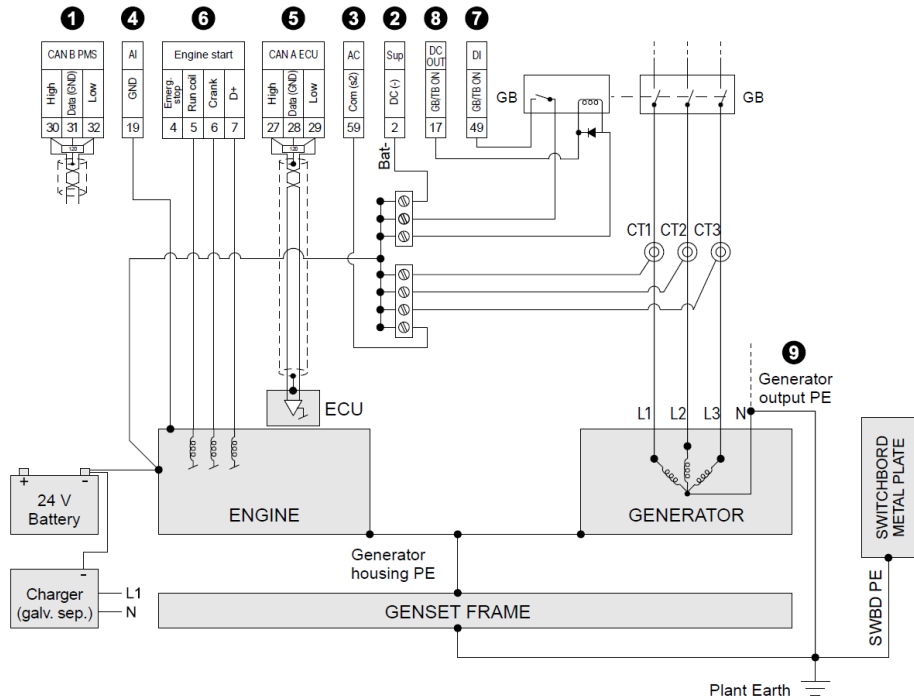 1
4
6
5
3
2
8
7
CAN B PMS
AI
Engine start
CAN A ECU
AC
Sup
DC
OUT
DI
High
Data (GND)
Low
GND
Emerg.
stop
Run coil
Crank
D+
High
Data (GND)
Low
Com (s2)
DC (-)
GB/TB ON
GB/TB ON
30
31
32
19
4
5
6
7
27
28
29
59
2
17
49
120
120
GB
GB
Bat-
CT1
CT2
CT3
9
Generator
output PE
ECU
L1
L2
L3
N
+
-
24 V
Battery
ENGINE
GENERATOR
SWITCHBORD
METAL PLATE
Generator
housing PE
-
Charger
(galv. sep.)
L1
N
GENSET FRAME
SWBD PE
Plant Earth